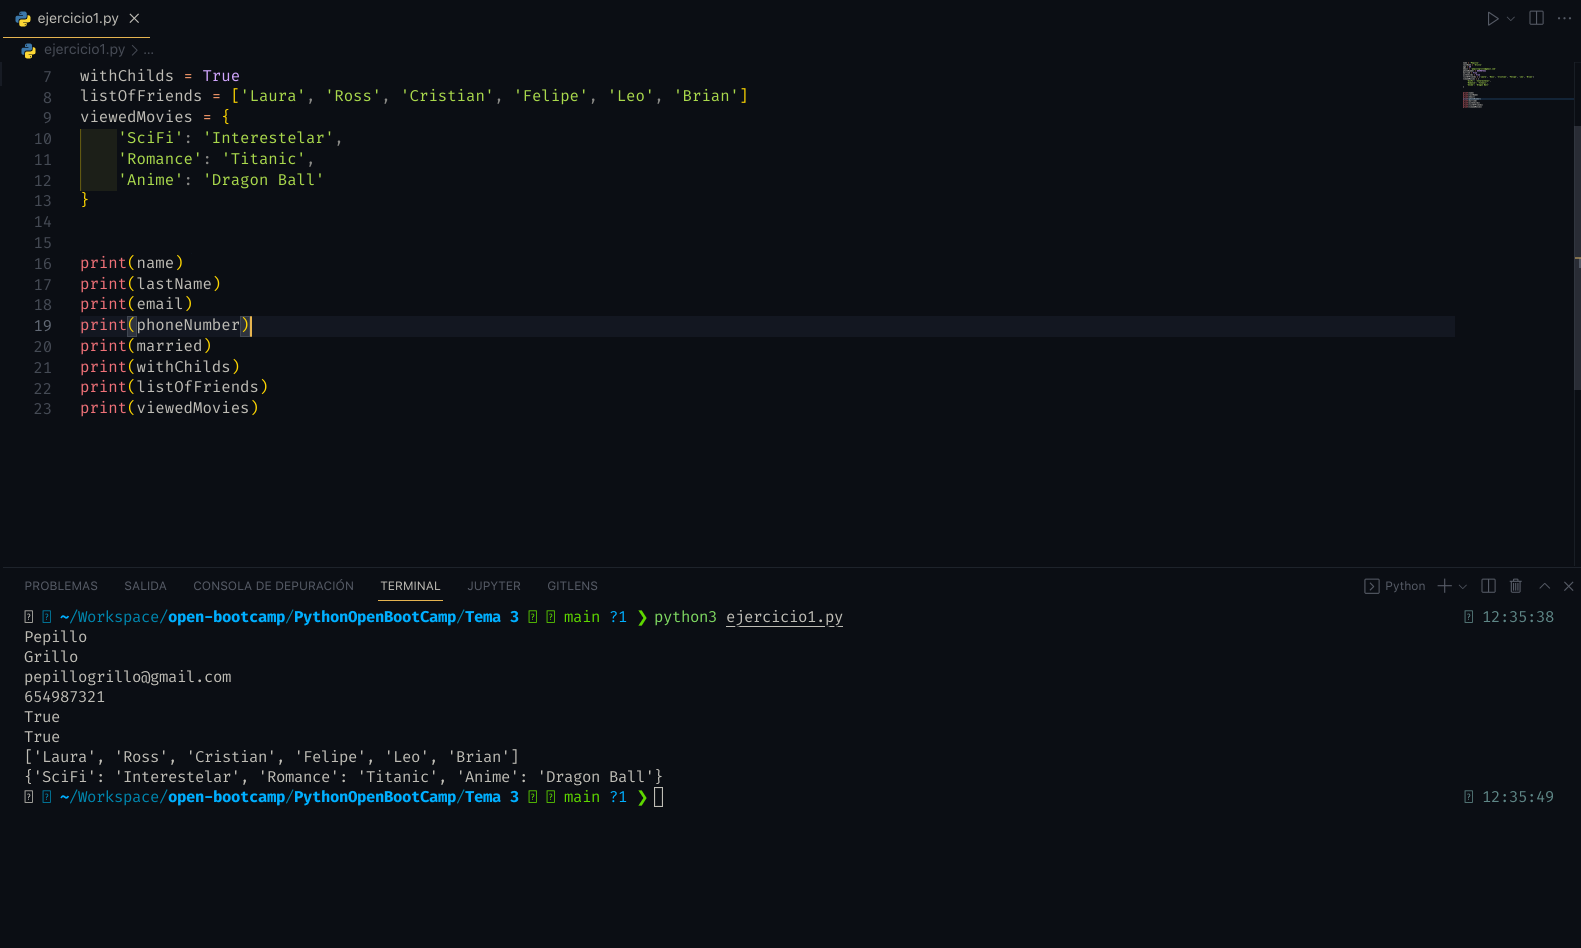 ejercicio1.py
ejercicio1.py > ...
7 withChilds = True
8 listOfFriends = ['Laura', 'Ross', 'Cristian', 'Felipe', 'Leo', 'Brian']
9 viewedMovies = {
10     'SciFi': 'Interestelar',
11     'Romance': 'Titanic',
12     'Anime': 'Dragon Ball'
13 }
14
15
16 print(name)
17 print(lastName)
18 print(email)
19 print(phoneNumber)
20 print(married)
21 print(withChilds)
22 print(listOfFriends)
23 print(viewedMovies)
PROBLEMAS SALIDA CONSOLA DE DEPURACIÓN TERMINAL JUPYTER GITLENS Python
~/Workspace/open-bootcamp/PythonOpenBootCamp/Tema 3 main ?1 ❯ python3 ejercicio1.py 12:35:38
Pepillo
Grillo
pepillogrillo@gmail.com
654987321
True
True
['Laura', 'Ross', 'Cristian', 'Felipe', 'Leo', 'Brian']
{'SciFi': 'Interestelar', 'Romance': 'Titanic', 'Anime': 'Dragon Ball'}
~/Workspace/open-bootcamp/PythonOpenBootCamp/Tema 3 main ?1 ❯ 12:35:49